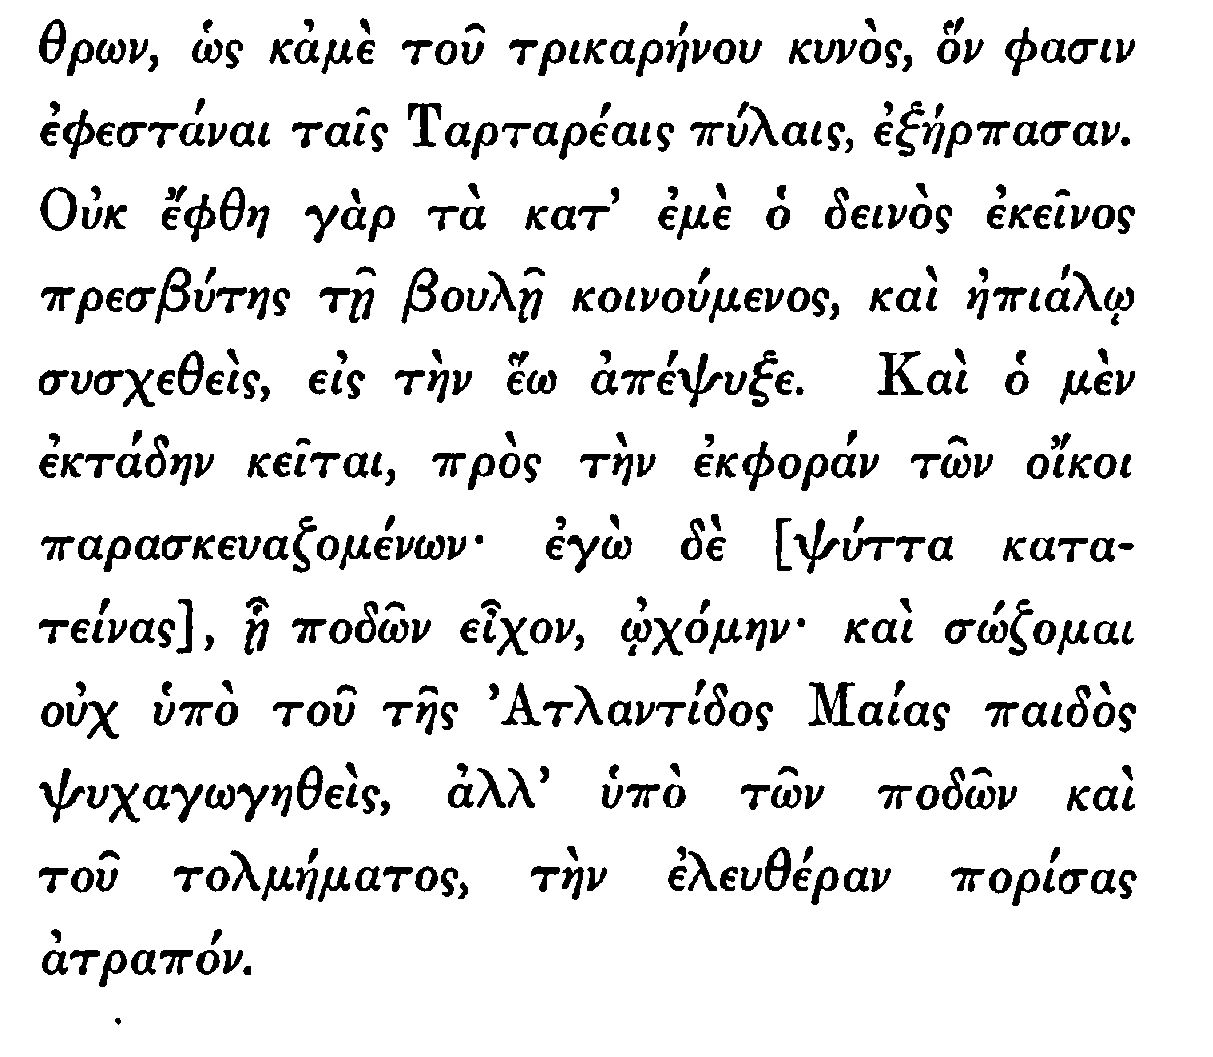 θρων, ὡς κἀμὲ τοῦ τρικαρήνου κυνὸς, ὅν φασιν
ἐφεστάναι ταῖς Ταρταρέαις πύλαις, ἐξήρπασαν.
Οὐκ ἔφθη γὰρ τὰ κατ’ ἐμὲ ὁ δεινὸς ἐκεῖνος
πρεσβύτης τῇ βουλῇ κοινούμενος, καὶ ἠπιάλῳ
συσχεθεὶς, εἰς τὴν ἕω ἀπέψυξε. Καὶ ὁ μὲν
ἐκτάδην κεῖται, πρὸς τὴν ἐκφοράν τῶν οἴκοι
παρασκευαζομένων· ἐγὼ δὲ [ψύττα κατα-
τείνας], ᾗ ποδῶν εἶχον, ᾠχόμην· καὶ σώζομαι
οὐχ ὑπὸ τοῦ τῆς Ἀτλαντίδος Μαίας παιδὸς
ψυχαγωγηθεὶς, ἀλλ’ ὑπὸ τῶν ποδῶν καὶ
τοῦ τολμήματος, τὴν ἐλευθέραν πορίσας
ἀτραπόν.